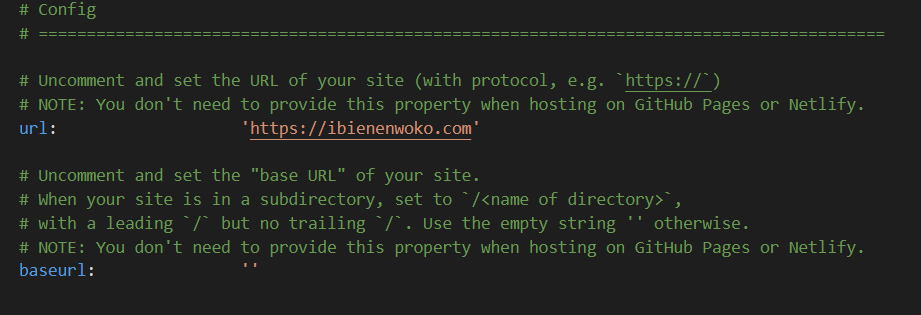 # Config
# ========================================================================================
# Uncomment and set the URL of your site (with protocol, e.g. `https://`)
# NOTE: You don't need to provide this property when hosting on GitHub Pages or Netlify.
url: 'https://ibienenwoko.com'
# Uncomment and set the "base URL" of your site.
# When your site is in a subdirectory, set to `/<name of directory>`,
# with a leading `/` but no trailing `/`. Use the empty string '' otherwise.
# NOTE: You don't need to provide this property when hosting on GitHub Pages or Netlify.
baseurl: ''